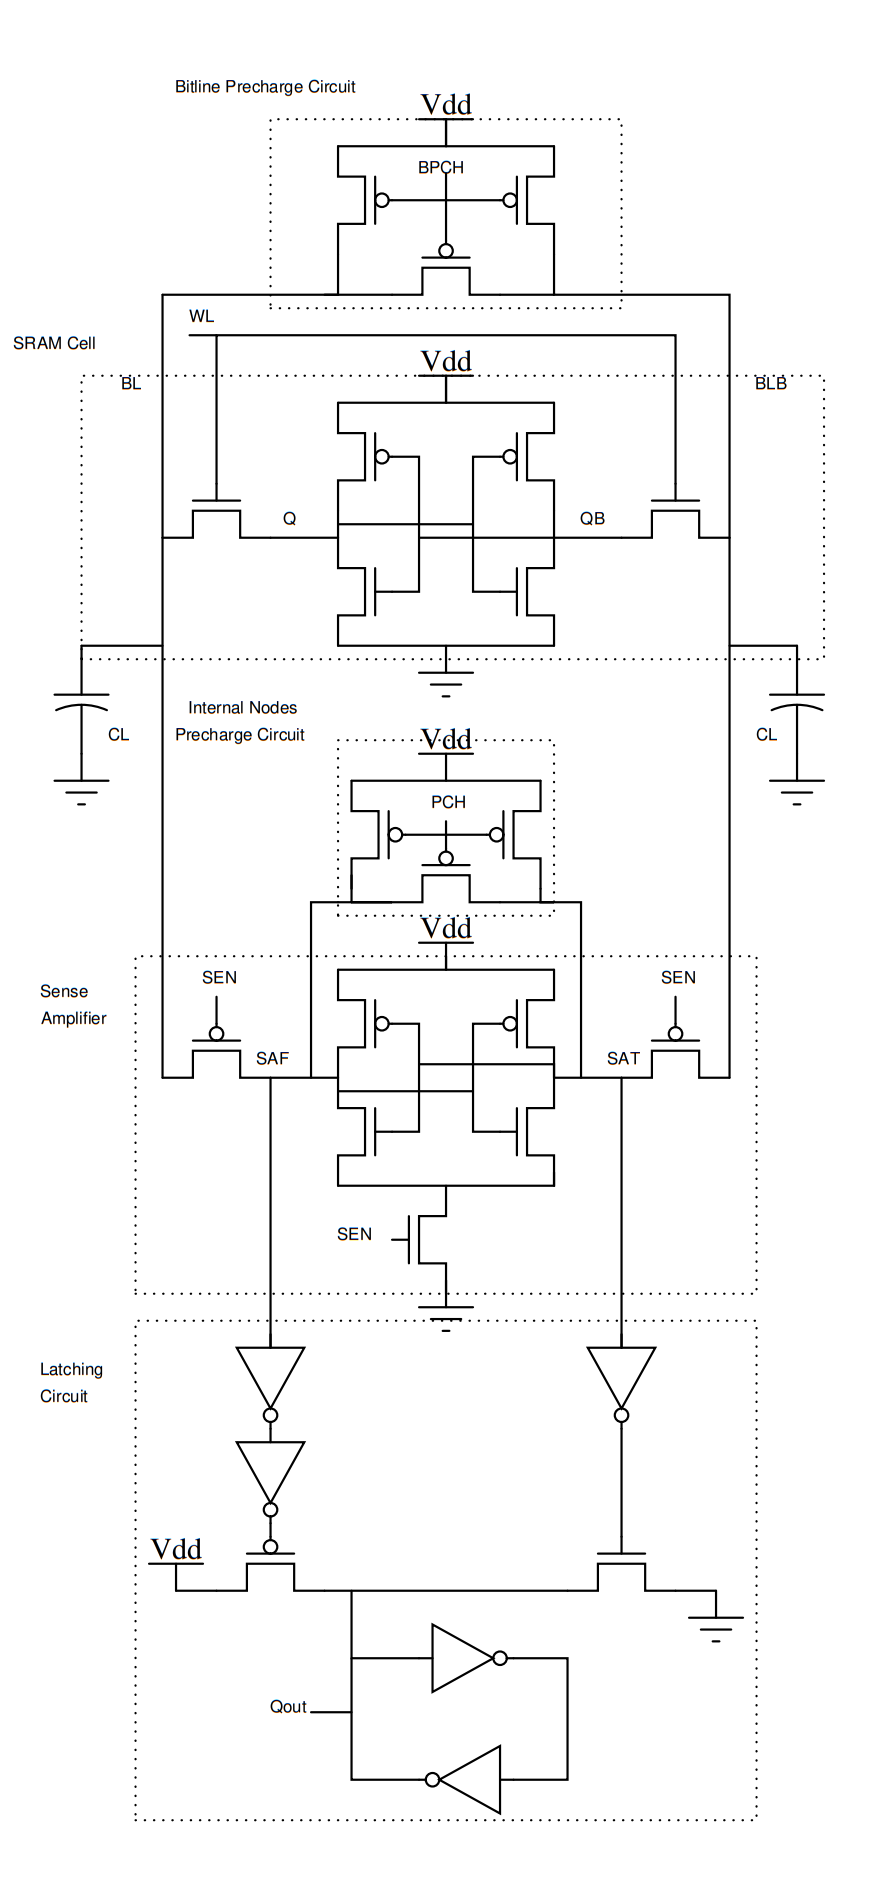 Bitline Precharge Circuit
Vdd
BPCH
WL
SRAM Cell
Vdd
BL
BLB
Q
QB
Internal Nodes
Precharge Circuit
CL
CL
Vdd
PCH
Vdd
SEN
SEN
Sense
Amplifier
SAF
SAT
SEN
Latching
Circuit
Vdd
Qout